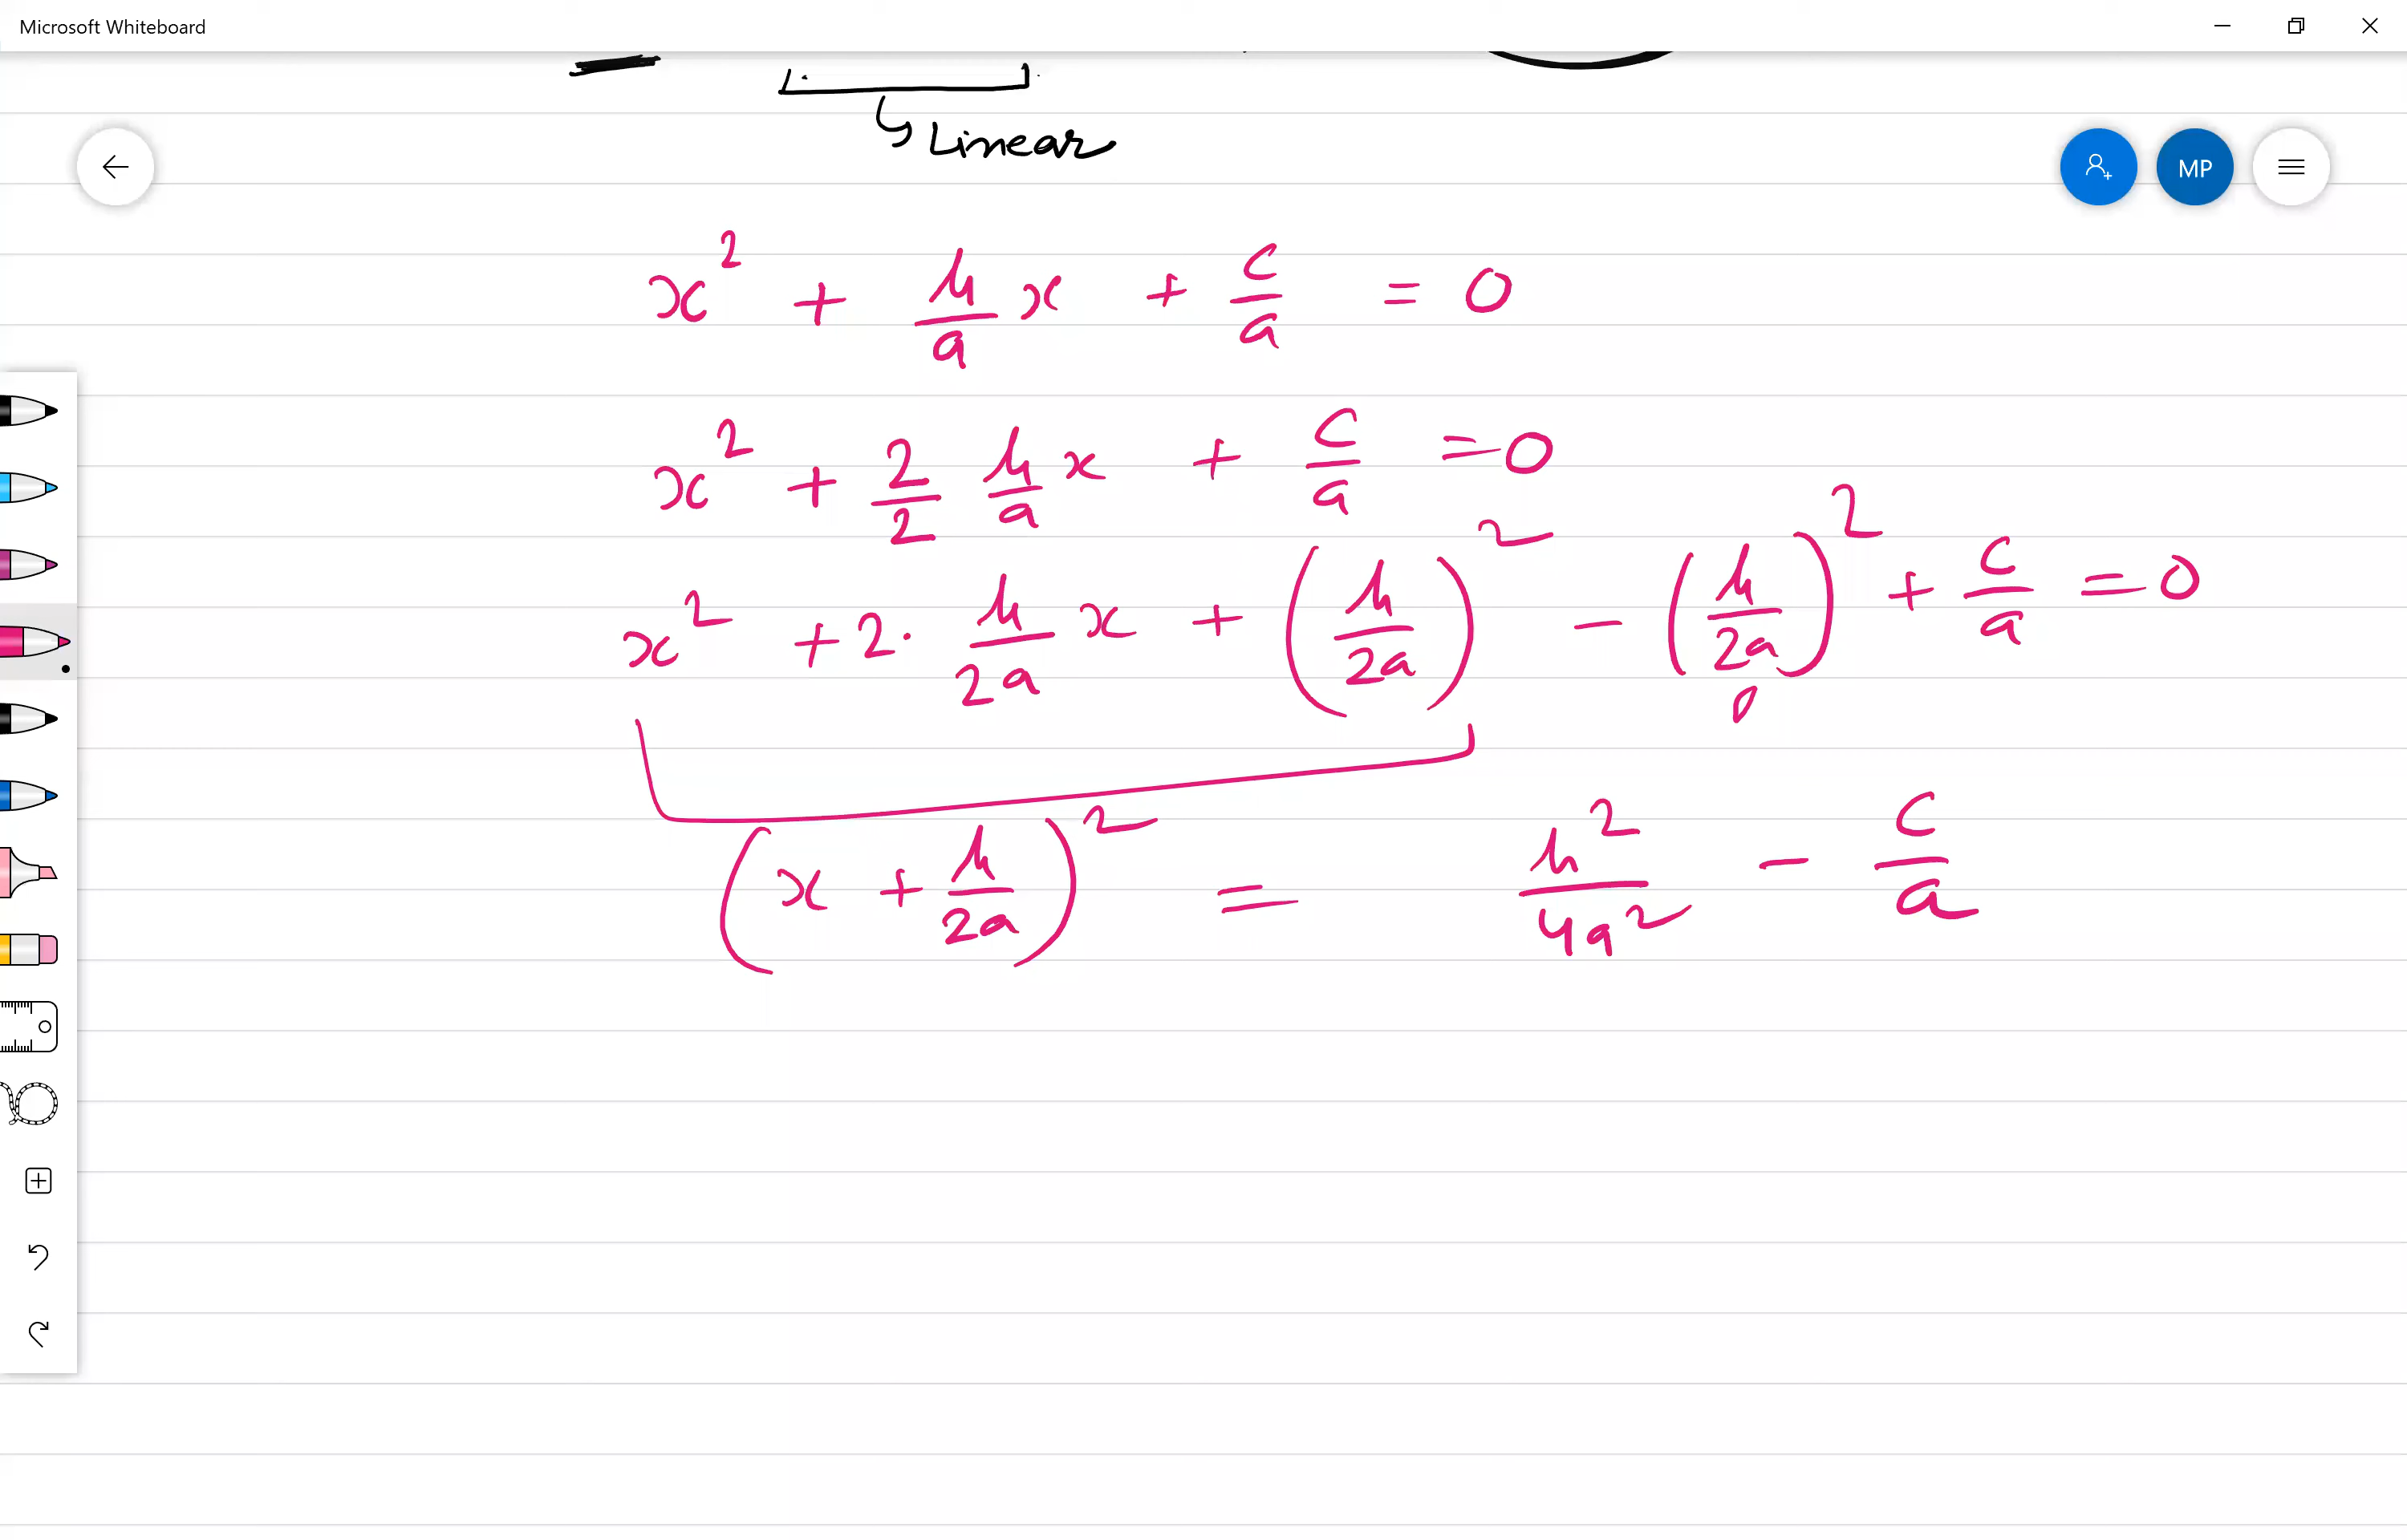 Microsoft Whiteboard
Linear
MP
x² + b/a x + c/a = 0
x² + 2/2 b/a x + c/a = 0
x² + 2· b/2a x + (b/2a)² - (b/2a)² + c/a = 0
(x + b/2a)² = b²/4a² - c/a